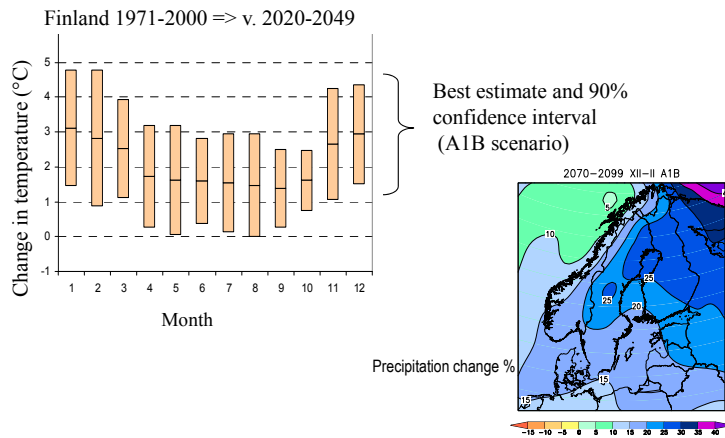 Finland 1971-2000 => v. 2020-2049
Change in temperature (°C)
5
4
3
2
1
0
-1
1 2 3 4 5 6 7 8 9 10 11 12
Month
Best estimate and 90%
confidence interval
(A1B scenario)
2070-2099 XII-II A1B
5
10
25
25
20
15
15
Precipitation change %
-15 -10 -5 0 5 10 15 20 25 30 35 40